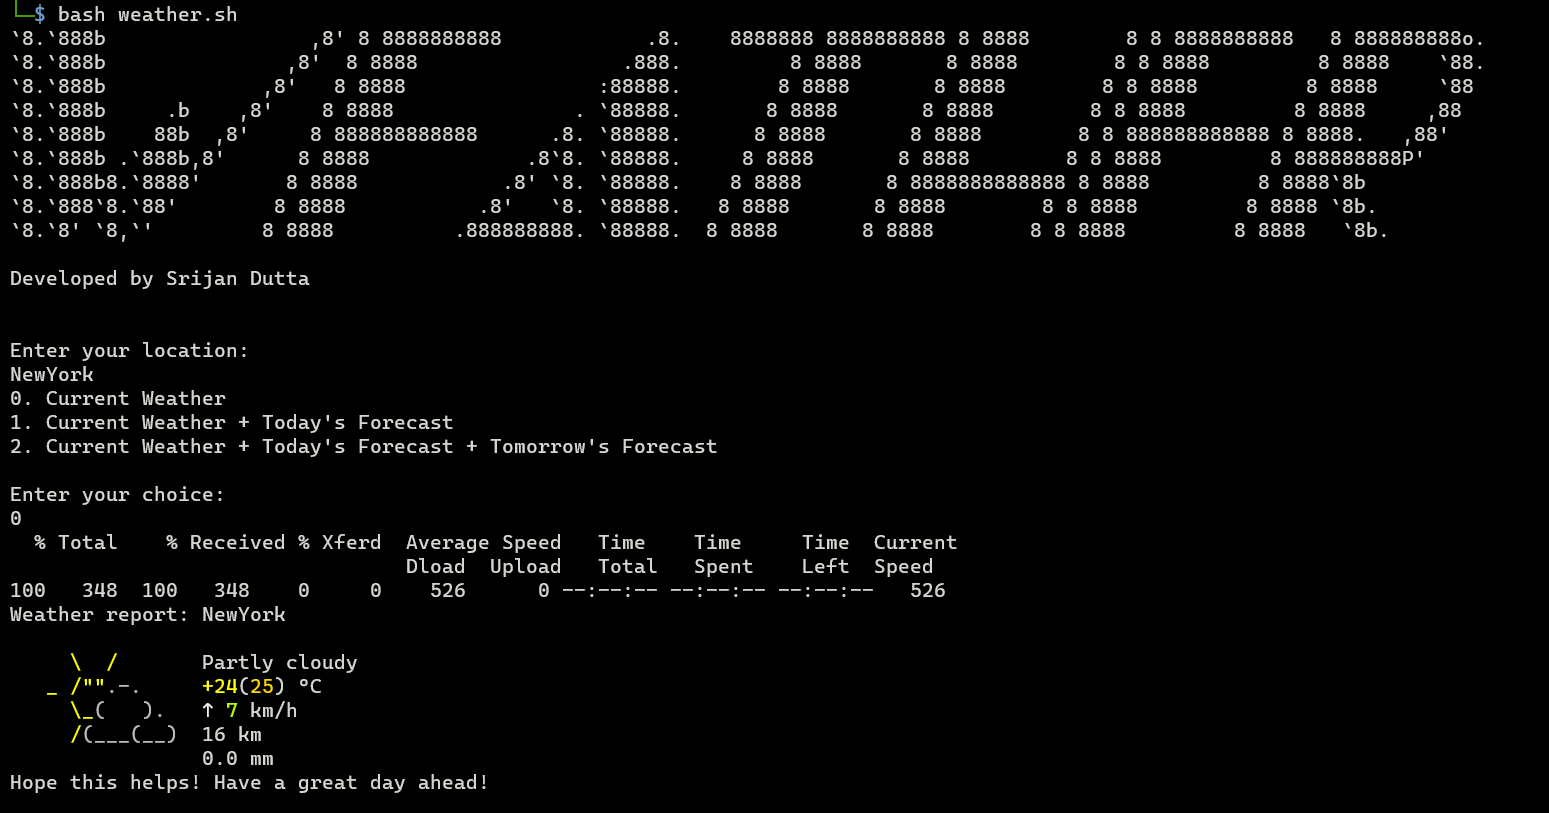 └─$ bash weather.sh
`8.`888b                 ,8' 8 8888888888            .8.    8888888 8888888888 8 8888        8 8 8888888888   8 888888888o.
`8.`888b               ,8'  8 8888                 .888.         8 8888       8 8888        8 8 8888         8 8888    `88.
`8.`888b             ,8'   8 8888                :88888.        8 8888       8 8888        8 8 8888         8 8888     `88
`8.`888b     .b    ,8'    8 8888               . `88888.       8 8888       8 8888        8 8 8888         8 8888     ,88
`8.`888b    88b  ,8'     8 888888888888      .8. `88888.      8 8888       8 8888        8 8 888888888888 8 8888.   ,88'
`8.`888b .`888b,8'      8 8888             .8`8. `88888.     8 8888       8 8888        8 8 8888         8 888888888P'
`8.`888b8.`8888'       8 8888            .8' `8. `88888.    8 8888       8 8888888888888 8 8888         8 8888`8b
`8.`888`8.`88'        8 8888           .8'   `8. `88888.   8 8888       8 8888        8 8 8888         8 8888 `8b.
`8.`8' `8,`'         8 8888          .888888888. `88888.  8 8888       8 8888        8 8 8888         8 8888   `8b.
Developed by Srijan Dutta
Enter your location:
NewYork
0. Current Weather
1. Current Weather + Today's Forecast
2. Current Weather + Today's Forecast + Tomorrow's Forecast
Enter your choice:
0
  % Total    % Received % Xferd  Average Speed   Time    Time     Time  Current
                                 Dload  Upload   Total   Spent    Left  Speed
100   348  100   348    0     0    526      0 --:--:-- --:--:-- --:--:--   526
Weather report: NewYork
     \  /       Partly cloudy
   _ /"".-.     +24(25) °C
     \_(   ).   ↑ 7 km/h
     /(___(__)  16 km
                0.0 mm
Hope this helps! Have a great day ahead!